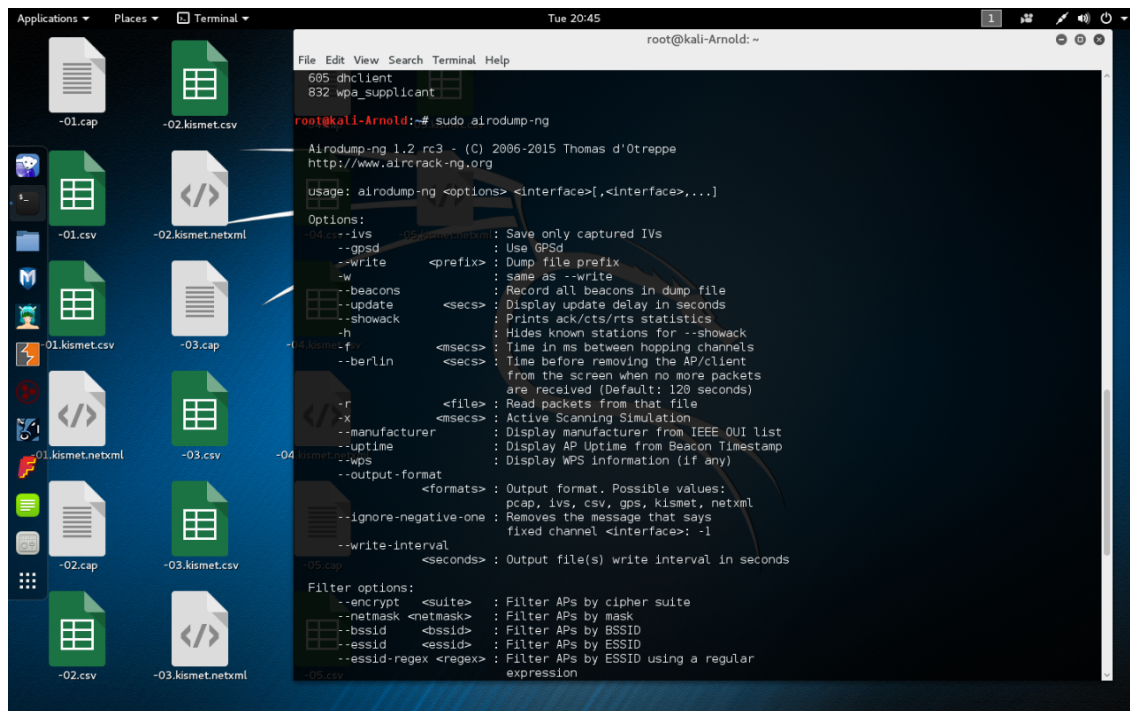 Applications Places Terminal Tue 20:45 1
root@kali-Arnold: ~
File Edit View Search Terminal Help
605 dhclient
832 wpa_supplicant
root@kali-Arnold:~# sudo airodump-ng
Airodump-ng 1.2 rc3 - (C) 2006-2015 Thomas d'Otreppe
http://www.aircrack-ng.org
usage: airodump-ng <options> <interface>[,<interface>,...]
Options:
--ivs : Save only captured IVs
--gpsd : Use GPSd
--write <prefix> : Dump file prefix
-w : same as --write
--beacons : Record all beacons in dump file
--update <secs> : Display update delay in seconds
--showack : Prints ack/cts/rts statistics
-h : Hides known stations for --showack
-f <msecs> : Time in ms between hopping channels
--berlin <secs> : Time before removing the AP/client
from the screen when no more packets
are received (Default: 120 seconds)
-r <file> : Read packets from that file
-x <msecs> : Active Scanning Simulation
--manufacturer : Display manufacturer from IEEE OUI list
--uptime : Display AP Uptime from Beacon Timestamp
--wps : Display WPS information (if any)
--output-format
<formats> : Output format. Possible values:
pcap, ivs, csv, gps, kismet, netxml
--ignore-negative-one : Removes the message that says
fixed channel <interface>: -1
--write-interval
<seconds> : Output file(s) write interval in seconds
Filter options:
--encrypt <suite> : Filter APs by cipher suite
--netmask <netmask> : Filter APs by mask
--bssid <bssid> : Filter APs by BSSID
--essid <essid> : Filter APs by ESSID
--essid-regex <regex> : Filter APs by ESSID using a regular
expression
-01.cap
-02.kismet.csv
-01.csv
-02.kismet.netxml
-01.kismet.csv
-03.cap
-01.kismet.netxml
-03.csv
-02.cap
-03.kismet.csv
-02.csv
-03.kismet.netxml
-05.cap
-05.csv